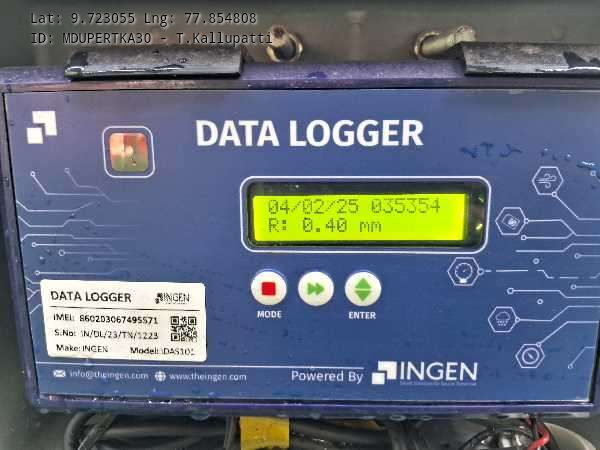 Lat: 9.723055 Lng: 77.854808
ID: MDUPERTKA30 - T.Kallupatti
DATA LOGGER
04/02/25 035354
R: 0.40 mm
MODE
ENTER
DATA LOGGER INGEN
IMEI: 860203067495571
S.No: IN/DL/23/TN/1223
Make: INGEN Model: IDAS101
info@theingen.com www.theingen.com Powered By INGEN